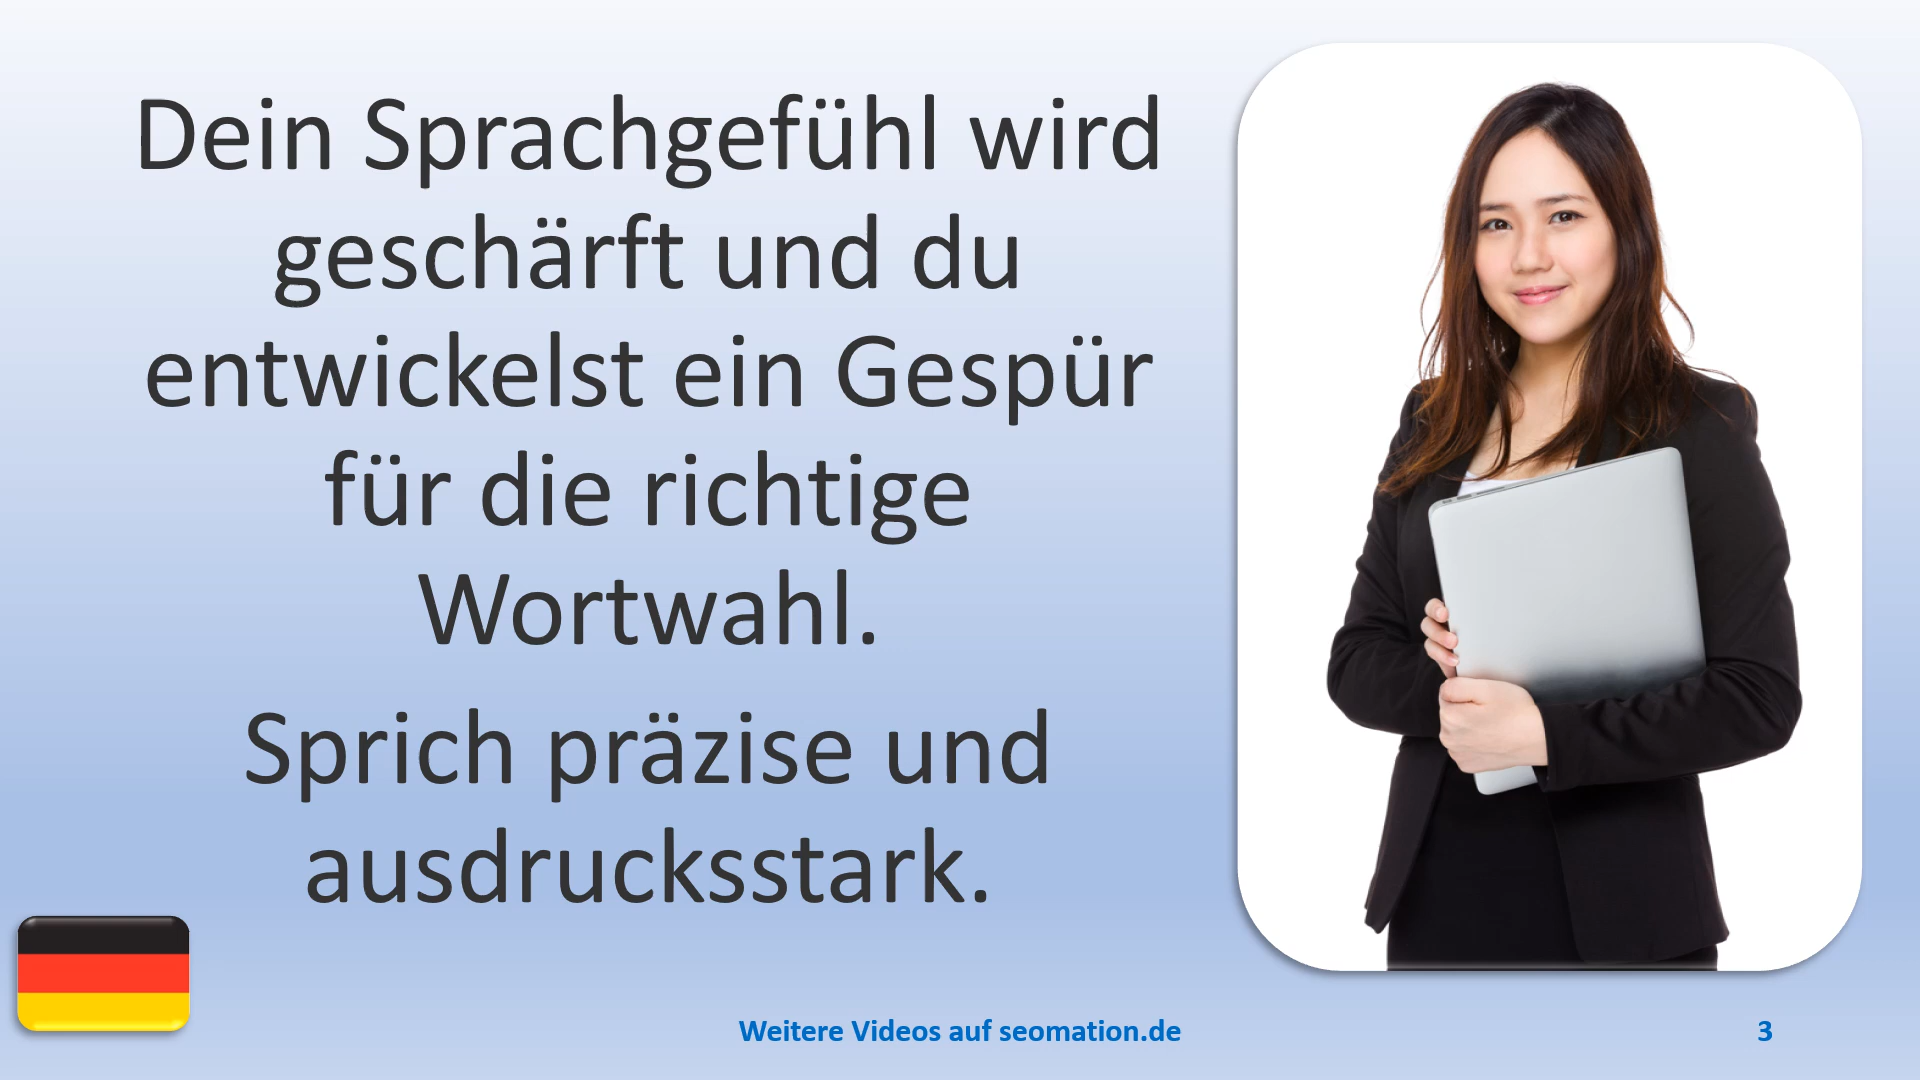 Dein Sprachgefühl wird
geschärft und du
entwickelst ein Gespür
für die richtige
Wortwahl.
Sprich präzise und
ausdrucksstark.
Weitere Videos auf seomation.de
3